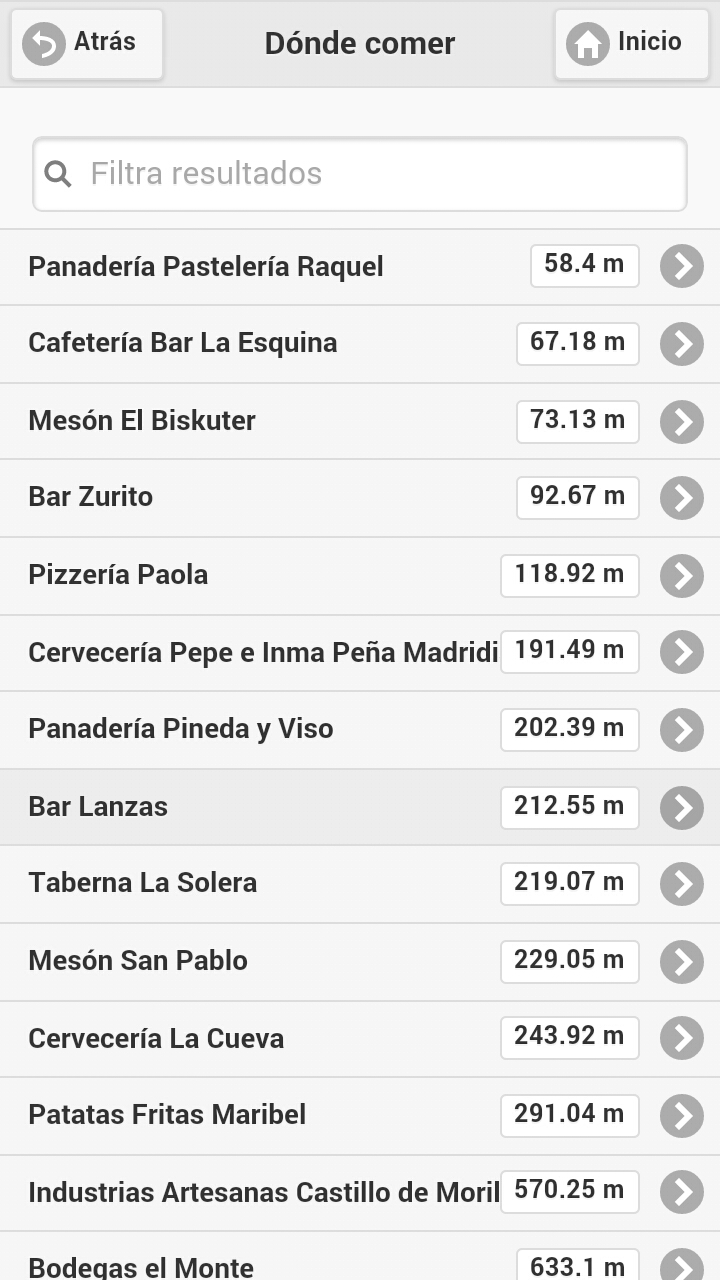 Atrás Dónde comer Inicio
Filtra resultados
Panadería Pastelería Raquel 58.4 m
Cafetería Bar La Esquina 67.18 m
Mesón El Biskuter 73.13 m
Bar Zurito 92.67 m
Pizzería Paola 118.92 m
Cervecería Pepe e Inma Peña Madridi 191.49 m
Panadería Pineda y Viso 202.39 m
Bar Lanzas 212.55 m
Taberna La Solera 219.07 m
Mesón San Pablo 229.05 m
Cervecería La Cueva 243.92 m
Patatas Fritas Maribel 291.04 m
Industrias Artesanas Castillo de Moril 570.25 m
Bodegas el Monte 633.1 m